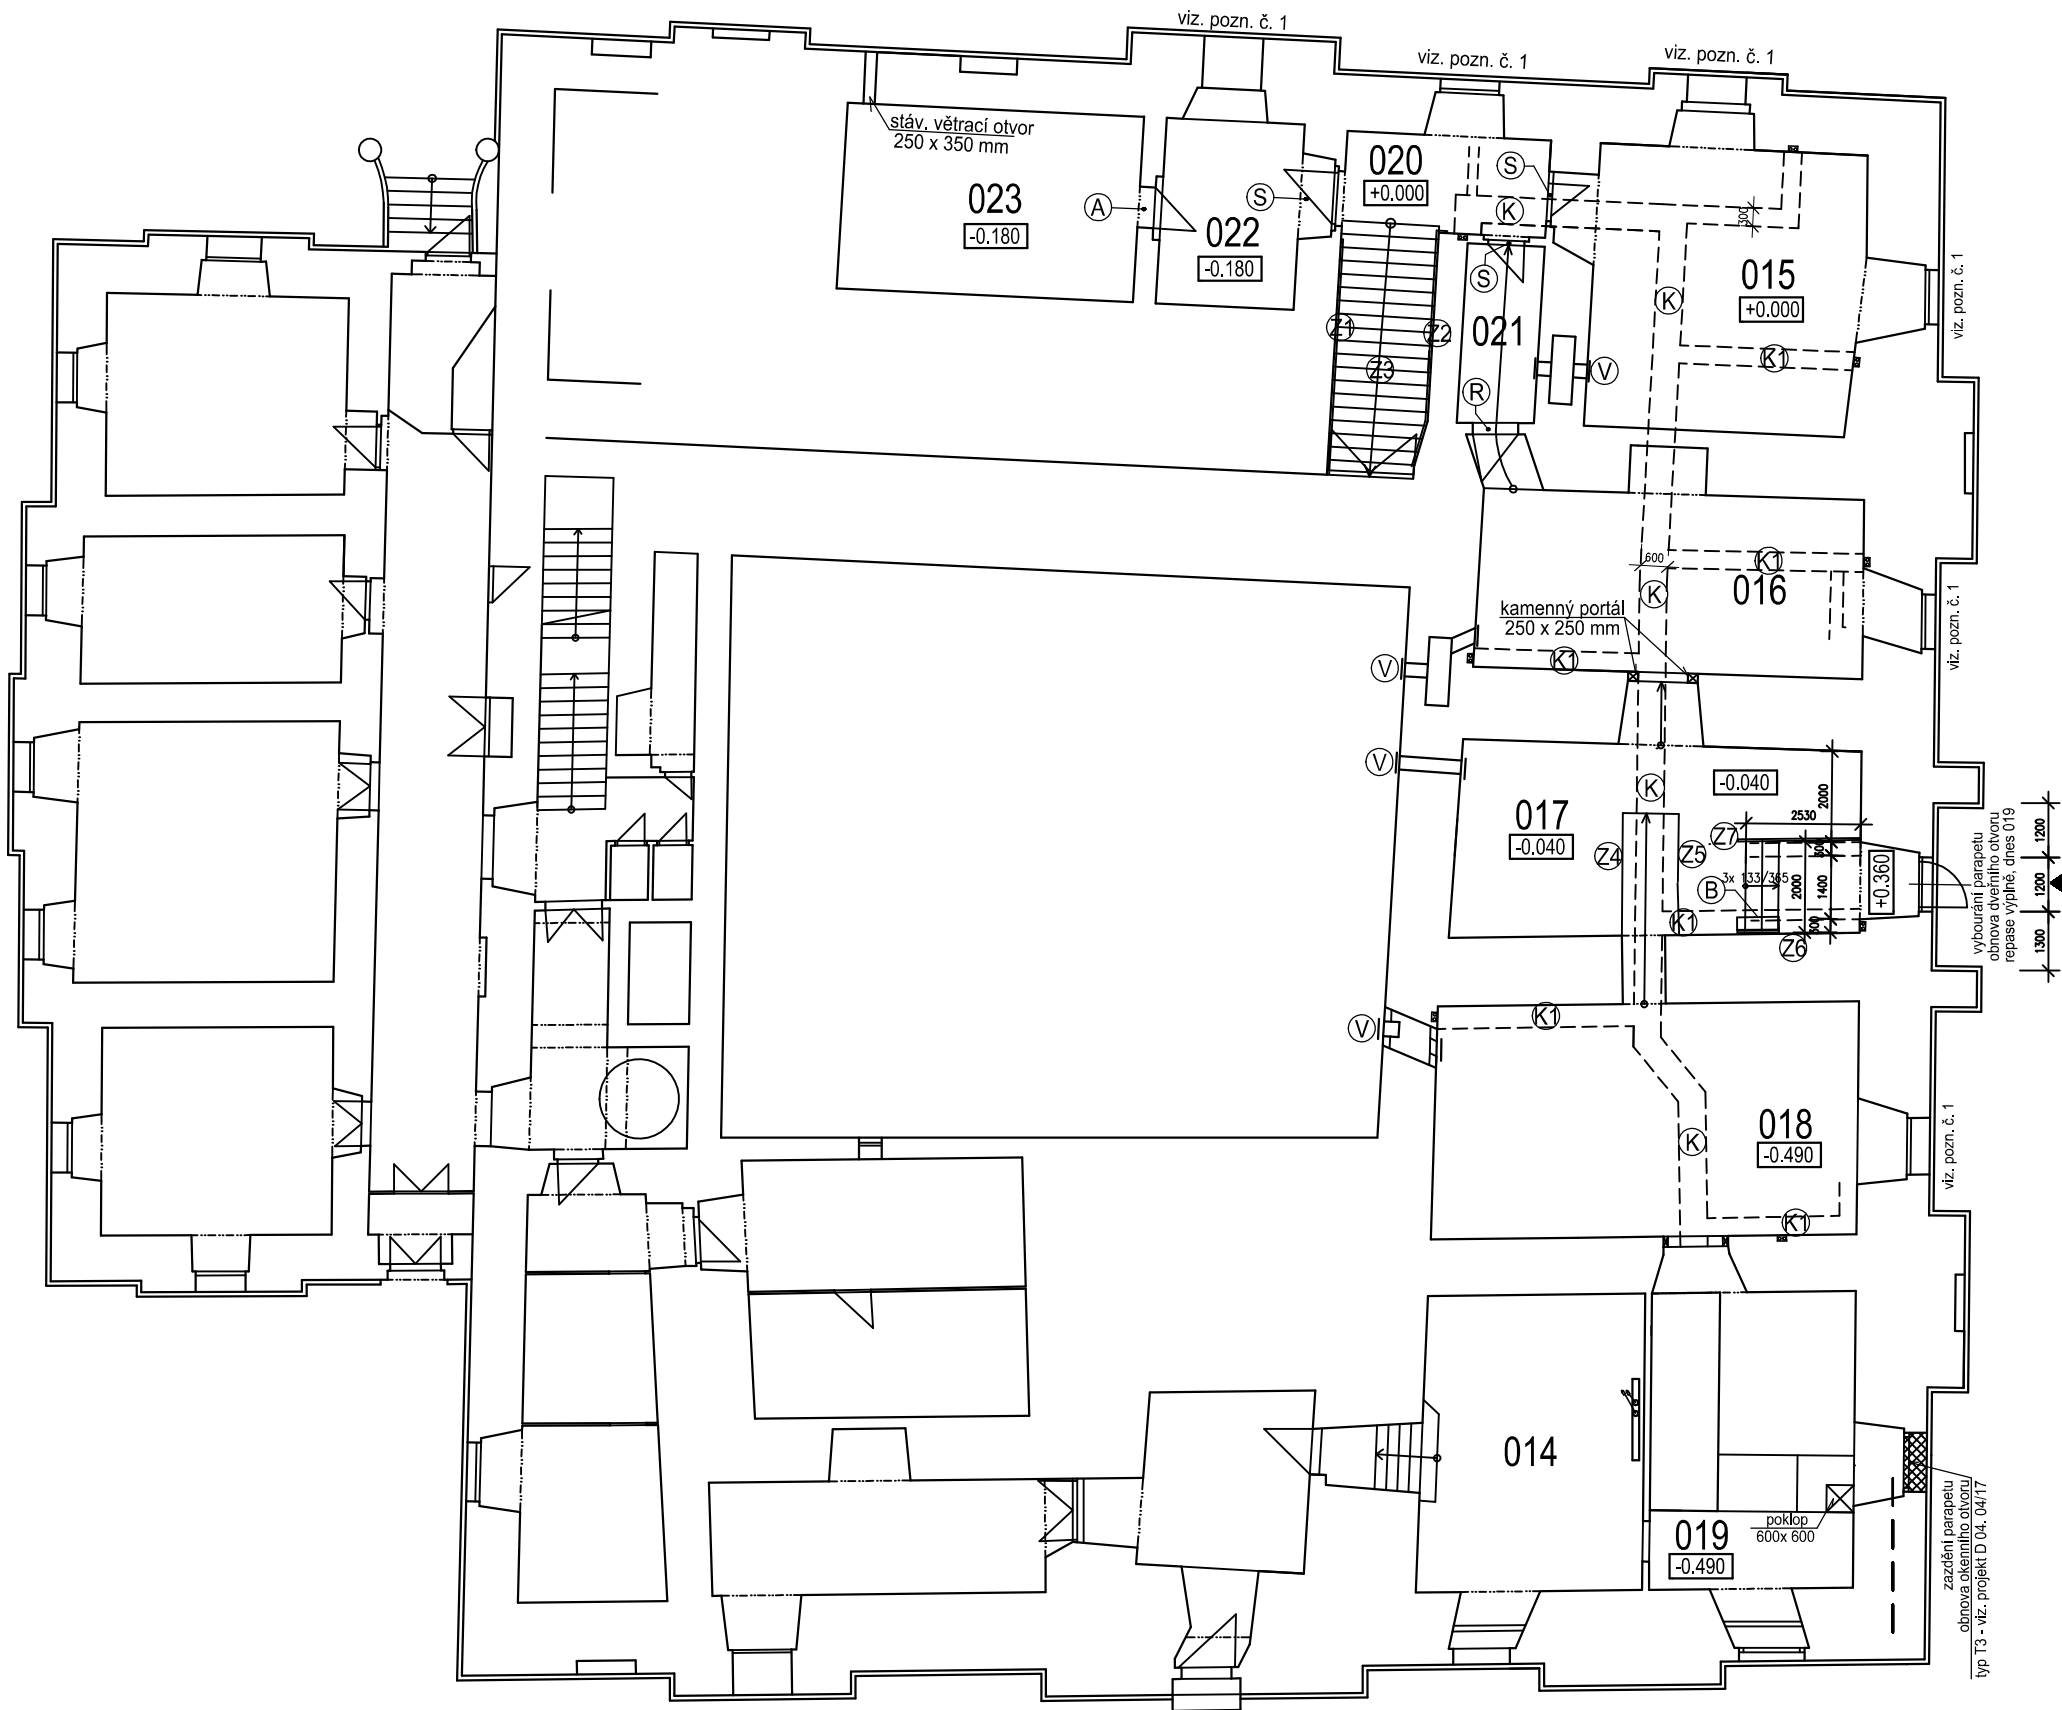 viz. pozn. č. 1
viz. pozn. č. 1
viz. pozn. č. 1
stáv. větrací otvor
250 x 350 mm
023
-0.180
A
022
-0.180
S
020
+0.000
S
K
S
300
015
+0.000
viz. pozn. č. 1
K
K1
Z1
Z2
Z3
021
R
V
600
K1
K
016
kamenný portál
250 x 250 mm
K1
viz. pozn. č. 1
V
V
K
-0.040
2000
2530
017
-0.040
Z4
Z5
Z7
300
3x 133/365
2000
1400
B
+0.360
K1
300
Z6
vybourání parapetu
obnova dveřního otvoru
repase výplně, dnes 019
1200
1200
1300
K1
V
018
-0.490
K
K1
viz. pozn. č. 1
014
019
-0.490
poklop
600x 600
zazdění parapetu
obnova okenního otvoru
typ T3 - viz. projekt D 04. 04/17